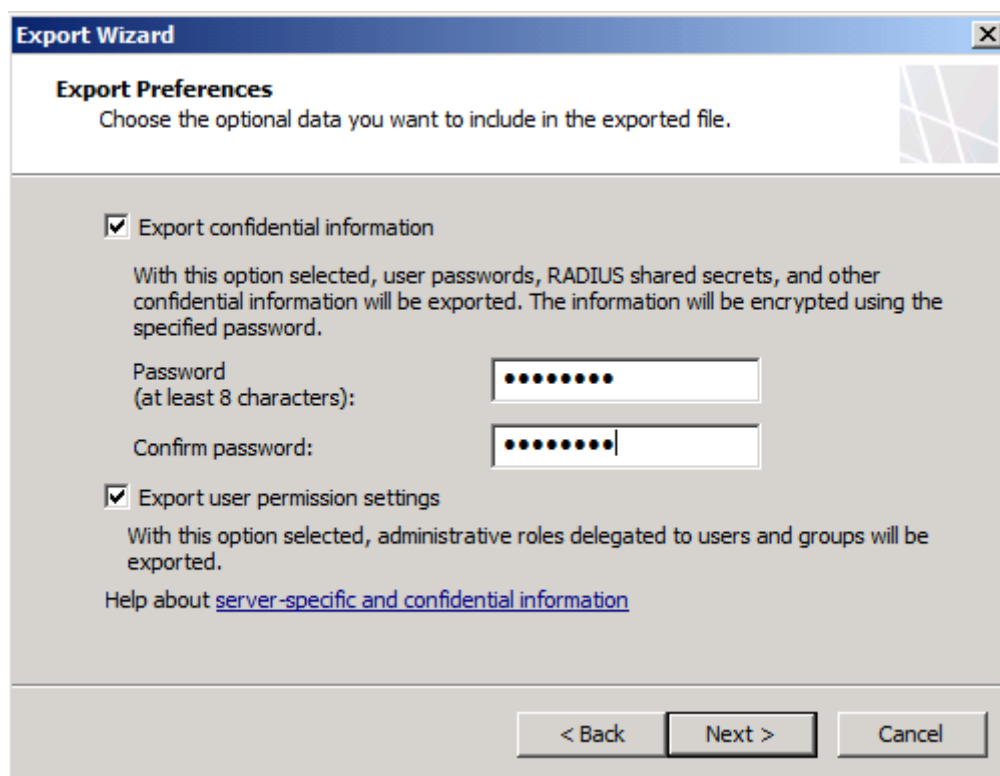 Export Wizard
Export Preferences
Choose the optional data you want to include in the exported file.
Export confidential information
With this option selected, user passwords, RADIUS shared secrets, and other
confidential information will be exported. The information will be encrypted using the
specified password.
Password
(at least 8 characters):
••••••••
Confirm password:
••••••••
Export user permission settings
With this option selected, administrative roles delegated to users and groups will be
exported.
Help about server-specific and confidential information
< Back
Next >
Cancel